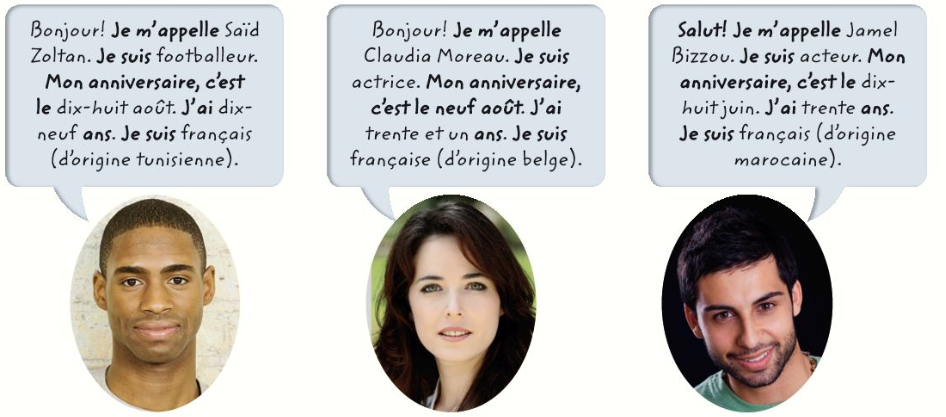 Bonjour! Je m'appelle Saïd
Zoltan. Je suis footballeur.
Mon anniversaire, c'est
le dix-huit août. J'ai dix-
neuf ans. Je suis français
(d'origine tunisienne).
Bonjour! Je m'appelle
Claudia Moreau. Je suis
actrice. Mon anniversaire,
c'est le neuf août. J'ai
trente et un ans. Je suis
française (d'origine belge).
Salut! Je m'appelle Jamel
Bizzou. Je suis acteur. Mon
anniversaire, c'est le dix-
huit juin. J'ai trente ans.
Je suis français (d'origine
marocaine).